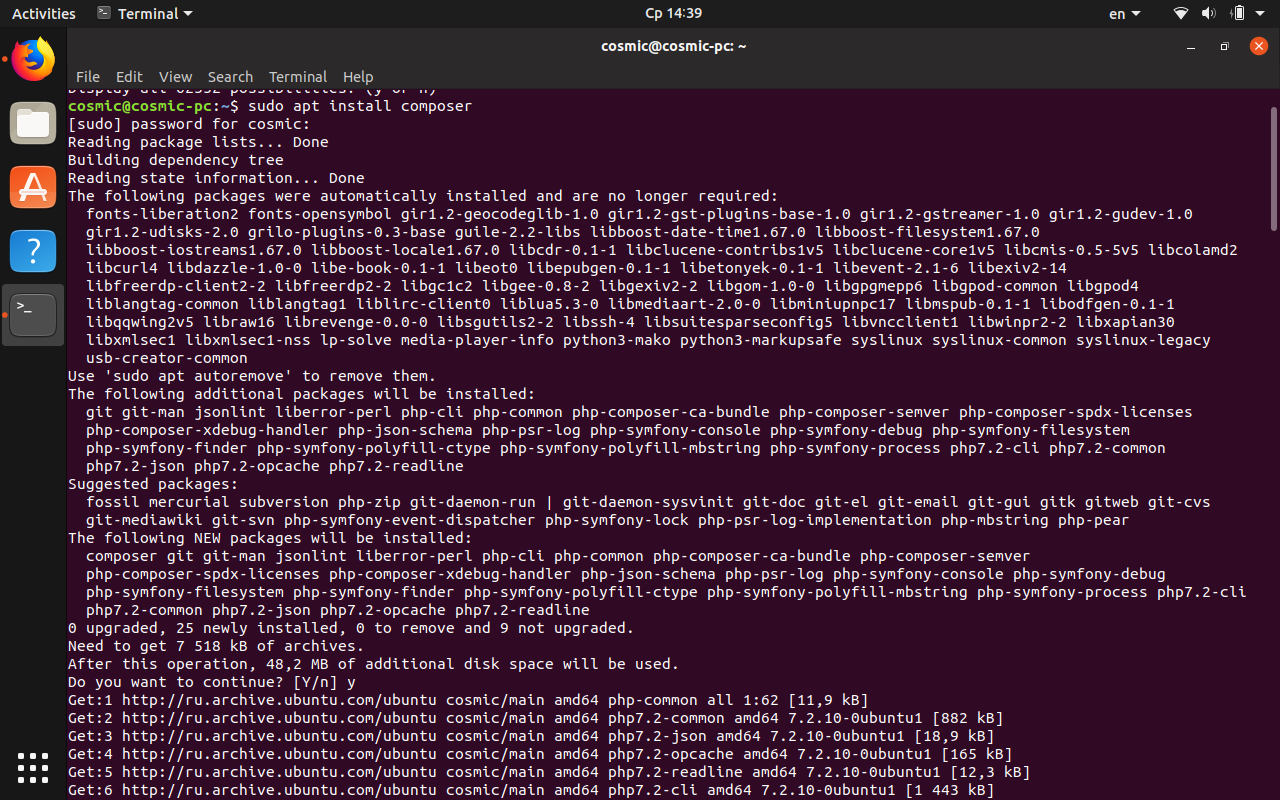 Activities Terminal Ср 14:39 en
cosmic@cosmic-pc: ~
File Edit View Search Terminal Help
Display all 62552 possibilities? (y or n)
cosmic@cosmic-pc:~$ sudo apt install composer
[sudo] password for cosmic:
Reading package lists... Done
Building dependency tree
Reading state information... Done
The following packages were automatically installed and are no longer required:
fonts-liberation2 fonts-opensymbol gir1.2-geocodeglib-1.0 gir1.2-gst-plugins-base-1.0 gir1.2-gstreamer-1.0 gir1.2-gudev-1.0
gir1.2-udisks-2.0 grilo-plugins-0.3-base guile-2.2-libs libboost-date-time1.67.0 libboost-filesystem1.67.0
libboost-iostreams1.67.0 libboost-locale1.67.0 libcdr-0.1-1 libclucene-contribs1v5 libclucene-core1v5 libcmis-0.5-5v5 libcolamd2
libcurl4 libdazzle-1.0-0 libe-book-0.1-1 libeot0 libepubgen-0.1-1 libetonyek-0.1-1 libevent-2.1-6 libexiv2-14
libfreerdp-client2-2 libfreerdp2-2 libgc1c2 libgee-0.8-2 libgexiv2-2 libgom-1.0-0 libgpgmepp6 libgpod-common libgpod4
liblangtag-common liblangtag1 liblirc-client0 liblua5.3-0 libmediaart-2.0-0 libminiupnpc17 libmspub-0.1-1 libodfgen-0.1-1
libqqwing2v5 libraw16 librevenge-0.0-0 libsgutils2-2 libssh-4 libsuitesparseconfig5 libvncclient1 libwinpr2-2 libxapian30
libxmlsec1 libxmlsec1-nss lp-solve media-player-info python3-mako python3-markupsafe syslinux syslinux-common syslinux-legacy
usb-creator-common
Use 'sudo apt autoremove' to remove them.
The following additional packages will be installed:
git git-man jsonlint liberror-perl php-cli php-common php-composer-ca-bundle php-composer-semver php-composer-spdx-licenses
php-composer-xdebug-handler php-json-schema php-psr-log php-symfony-console php-symfony-debug php-symfony-filesystem
php-symfony-finder php-symfony-polyfill-ctype php-symfony-polyfill-mbstring php-symfony-process php7.2-cli php7.2-common
php7.2-json php7.2-opcache php7.2-readline
Suggested packages:
fossil mercurial subversion php-zip git-daemon-run | git-daemon-sysvinit git-doc git-el git-email git-gui gitk gitweb git-cvs
git-mediawiki git-svn php-symfony-event-dispatcher php-symfony-lock php-psr-log-implementation php-mbstring php-pear
The following NEW packages will be installed:
composer git git-man jsonlint liberror-perl php-cli php-common php-composer-ca-bundle php-composer-semver
php-composer-spdx-licenses php-composer-xdebug-handler php-json-schema php-psr-log php-symfony-console php-symfony-debug
php-symfony-filesystem php-symfony-finder php-symfony-polyfill-ctype php-symfony-polyfill-mbstring php-symfony-process php7.2-cli
php7.2-common php7.2-json php7.2-opcache php7.2-readline
0 upgraded, 25 newly installed, 0 to remove and 9 not upgraded.
Need to get 7 518 kB of archives.
After this operation, 48,2 MB of additional disk space will be used.
Do you want to continue? [Y/n] y
Get:1 http://ru.archive.ubuntu.com/ubuntu cosmic/main amd64 php-common all 1:62 [11,9 kB]
Get:2 http://ru.archive.ubuntu.com/ubuntu cosmic/main amd64 php7.2-common amd64 7.2.10-0ubuntu1 [882 kB]
Get:3 http://ru.archive.ubuntu.com/ubuntu cosmic/main amd64 php7.2-json amd64 7.2.10-0ubuntu1 [18,9 kB]
Get:4 http://ru.archive.ubuntu.com/ubuntu cosmic/main amd64 php7.2-opcache amd64 7.2.10-0ubuntu1 [165 kB]
Get:5 http://ru.archive.ubuntu.com/ubuntu cosmic/main amd64 php7.2-readline amd64 7.2.10-0ubuntu1 [12,3 kB]
Get:6 http://ru.archive.ubuntu.com/ubuntu cosmic/main amd64 php7.2-cli amd64 7.2.10-0ubuntu1 [1 443 kB]